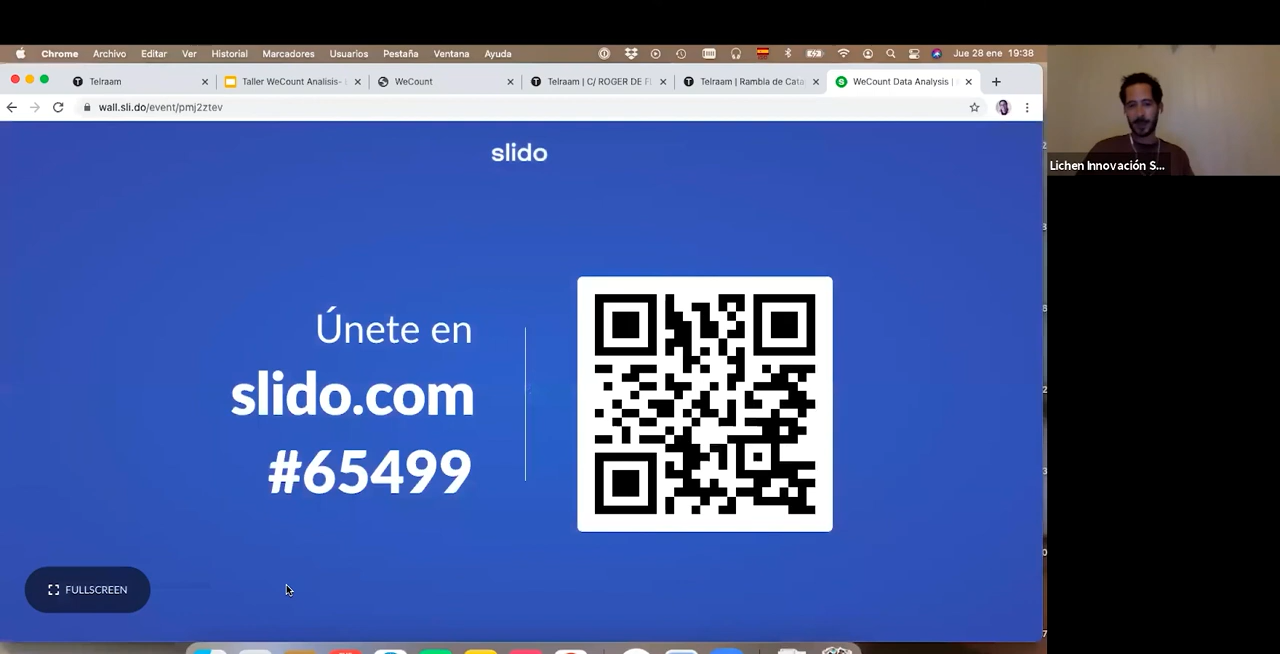 Chrome Archivo Editar Ver Historial Marcadores Usuarios Pestaña Ventana Ayuda Jue 28 ene 19:38
Telraam Taller WeCount Analisis- WeCount Telraam | C/ ROGER DE Telraam | Rambla de Cata WeCount Data Analysis |
wall.sli.do/event/pmj2ztev
slido
Lichen Innovación S...
Únete en
slido.com
#65499
FULLSCREEN